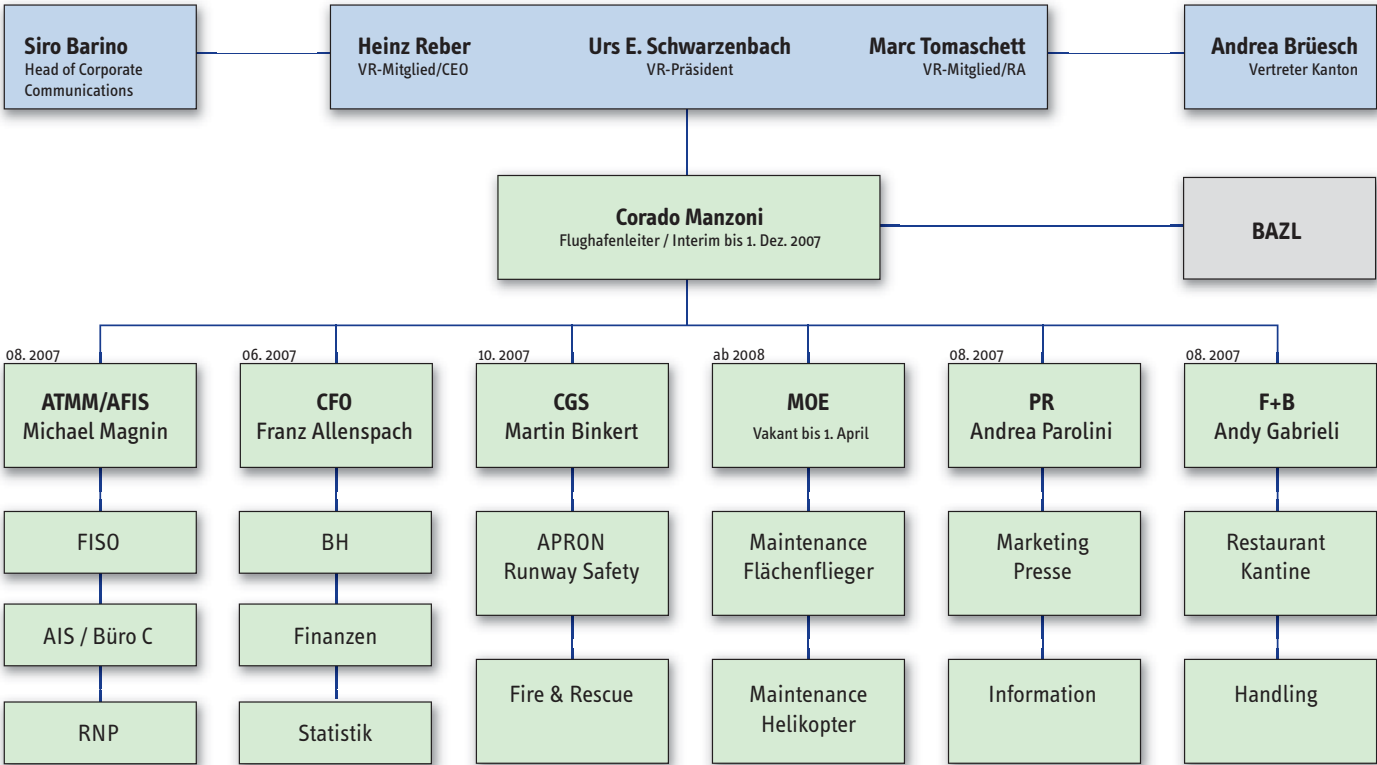 Siro Barino
Head of Corporate
Communications
Heinz Reber
VR-Mitglied/CEO
Urs E. Schwarzenbach
VR-Präsident
Marc Tomaschett
VR-Mitglied/RA
Andrea Brüesch
Vertreter Kanton
Corado Manzoni
Flughafenleiter / Interim bis 1. Dez. 2007
BAZL
08. 2007
ATMM/AFIS
Michael Magnin
06. 2007
CFO
Franz Allenspach
10. 2007
CGS
Martin Binkert
ab 2008
MOE
Vakant bis 1. April
08. 2007
PR
Andrea Parolini
08. 2007
F+B
Andy Gabrieli
FISO
BH
APRON
Runway Safety
Maintenance
Flächenflieger
Marketing
Presse
Restaurant
Kantine
AIS / Büro C
Finanzen
Fire & Rescue
Maintenance
Helikopter
Information
Handling
RNP
Statistik